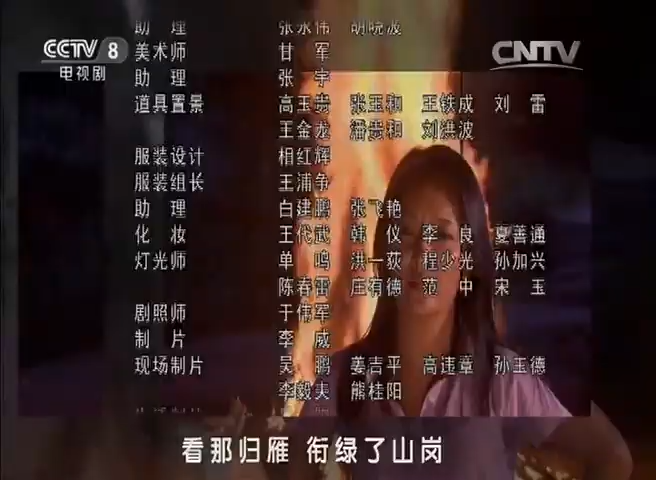 助 理 张永伟 胡晓波
CCTV 8
电视剧
美术师 甘 军
CNTV
助 理 张 宇
道具置景 高玉贵 张玉和 王铁成 刘 雷
王金龙 潘贵和 刘洪波
服装设计 相红辉
服装组长 王浦争
助 理 白建鹏 张飞艳
化 妆 王代武 韩 仪 李 良 夏善通
灯光师 单 鸣 洪一荻 程少光 孙加兴
陈春雷 庄有德 范 中 宋 玉
剧照师 于伟军
制 片 李 威
现场制片 吴 鹏 姜吉平 高连章 孙玉德
李毅夫 熊桂阳
看那归雁 衔绿了山岗